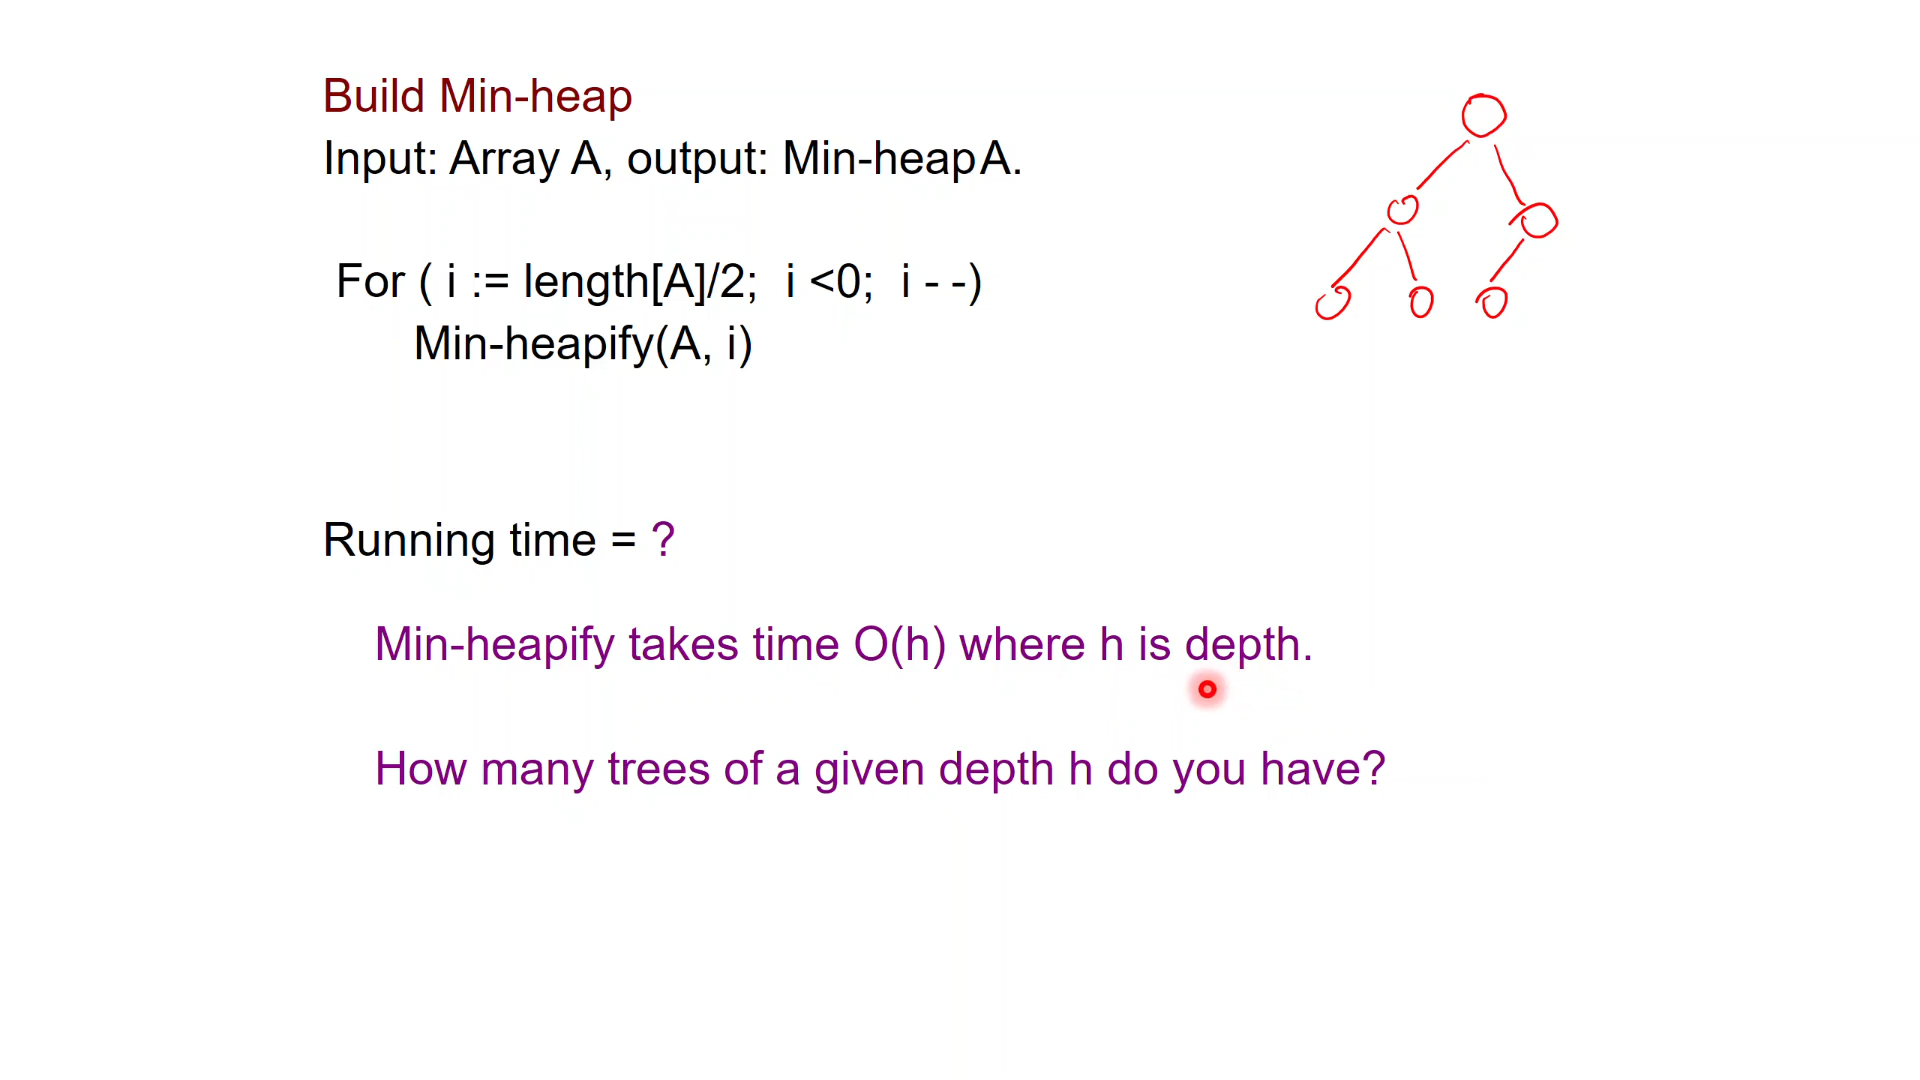 Build Min-heap
Input: Array A, output: Min-heap A.
For ( i := length[A]/2; i <0; i - -)
Min-heapify(A, i)
Running time = ?
Min-heapify takes time O(h) where h is depth.
How many trees of a given depth h do you have?